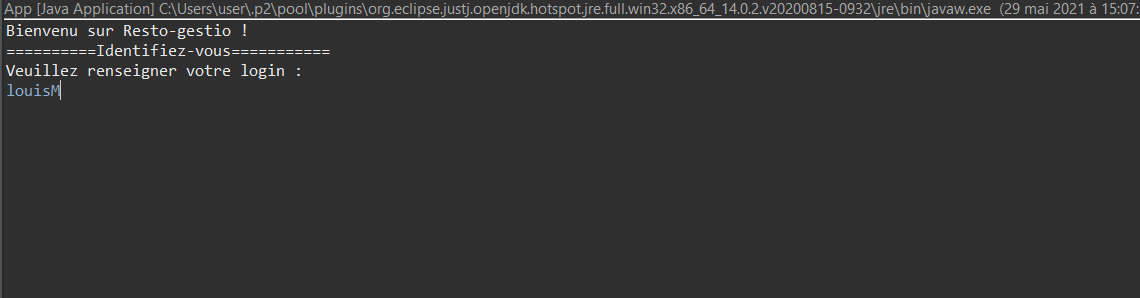 App [Java Application] C:\Users\user\.p2\pool\plugins\org.eclipse.justj.openjdk.hotspot.jre.full.win32.x86_64_14.0.2.v20200815-0932\jre\bin\javaw.exe (29 mai 2021 à 15:07:
Bienvenu sur Resto-gestio !
==========Identifiez-vous===========
Veuillez renseigner votre login :
louisM